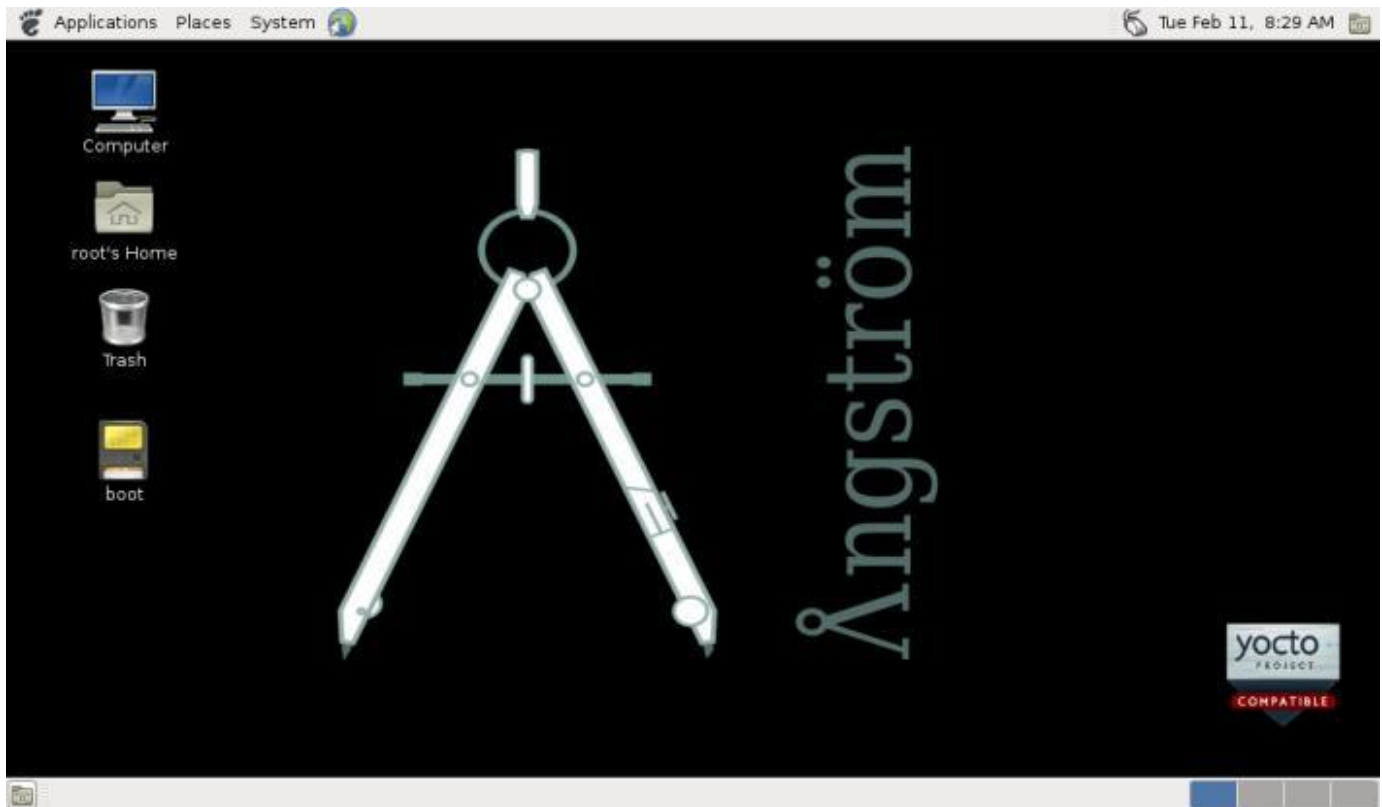 Applications Places System
Tue Feb 11, 8:29 AM
Computer
root's Home
Trash
boot
Ångström
yocto
PROJECT
COMPATIBLE